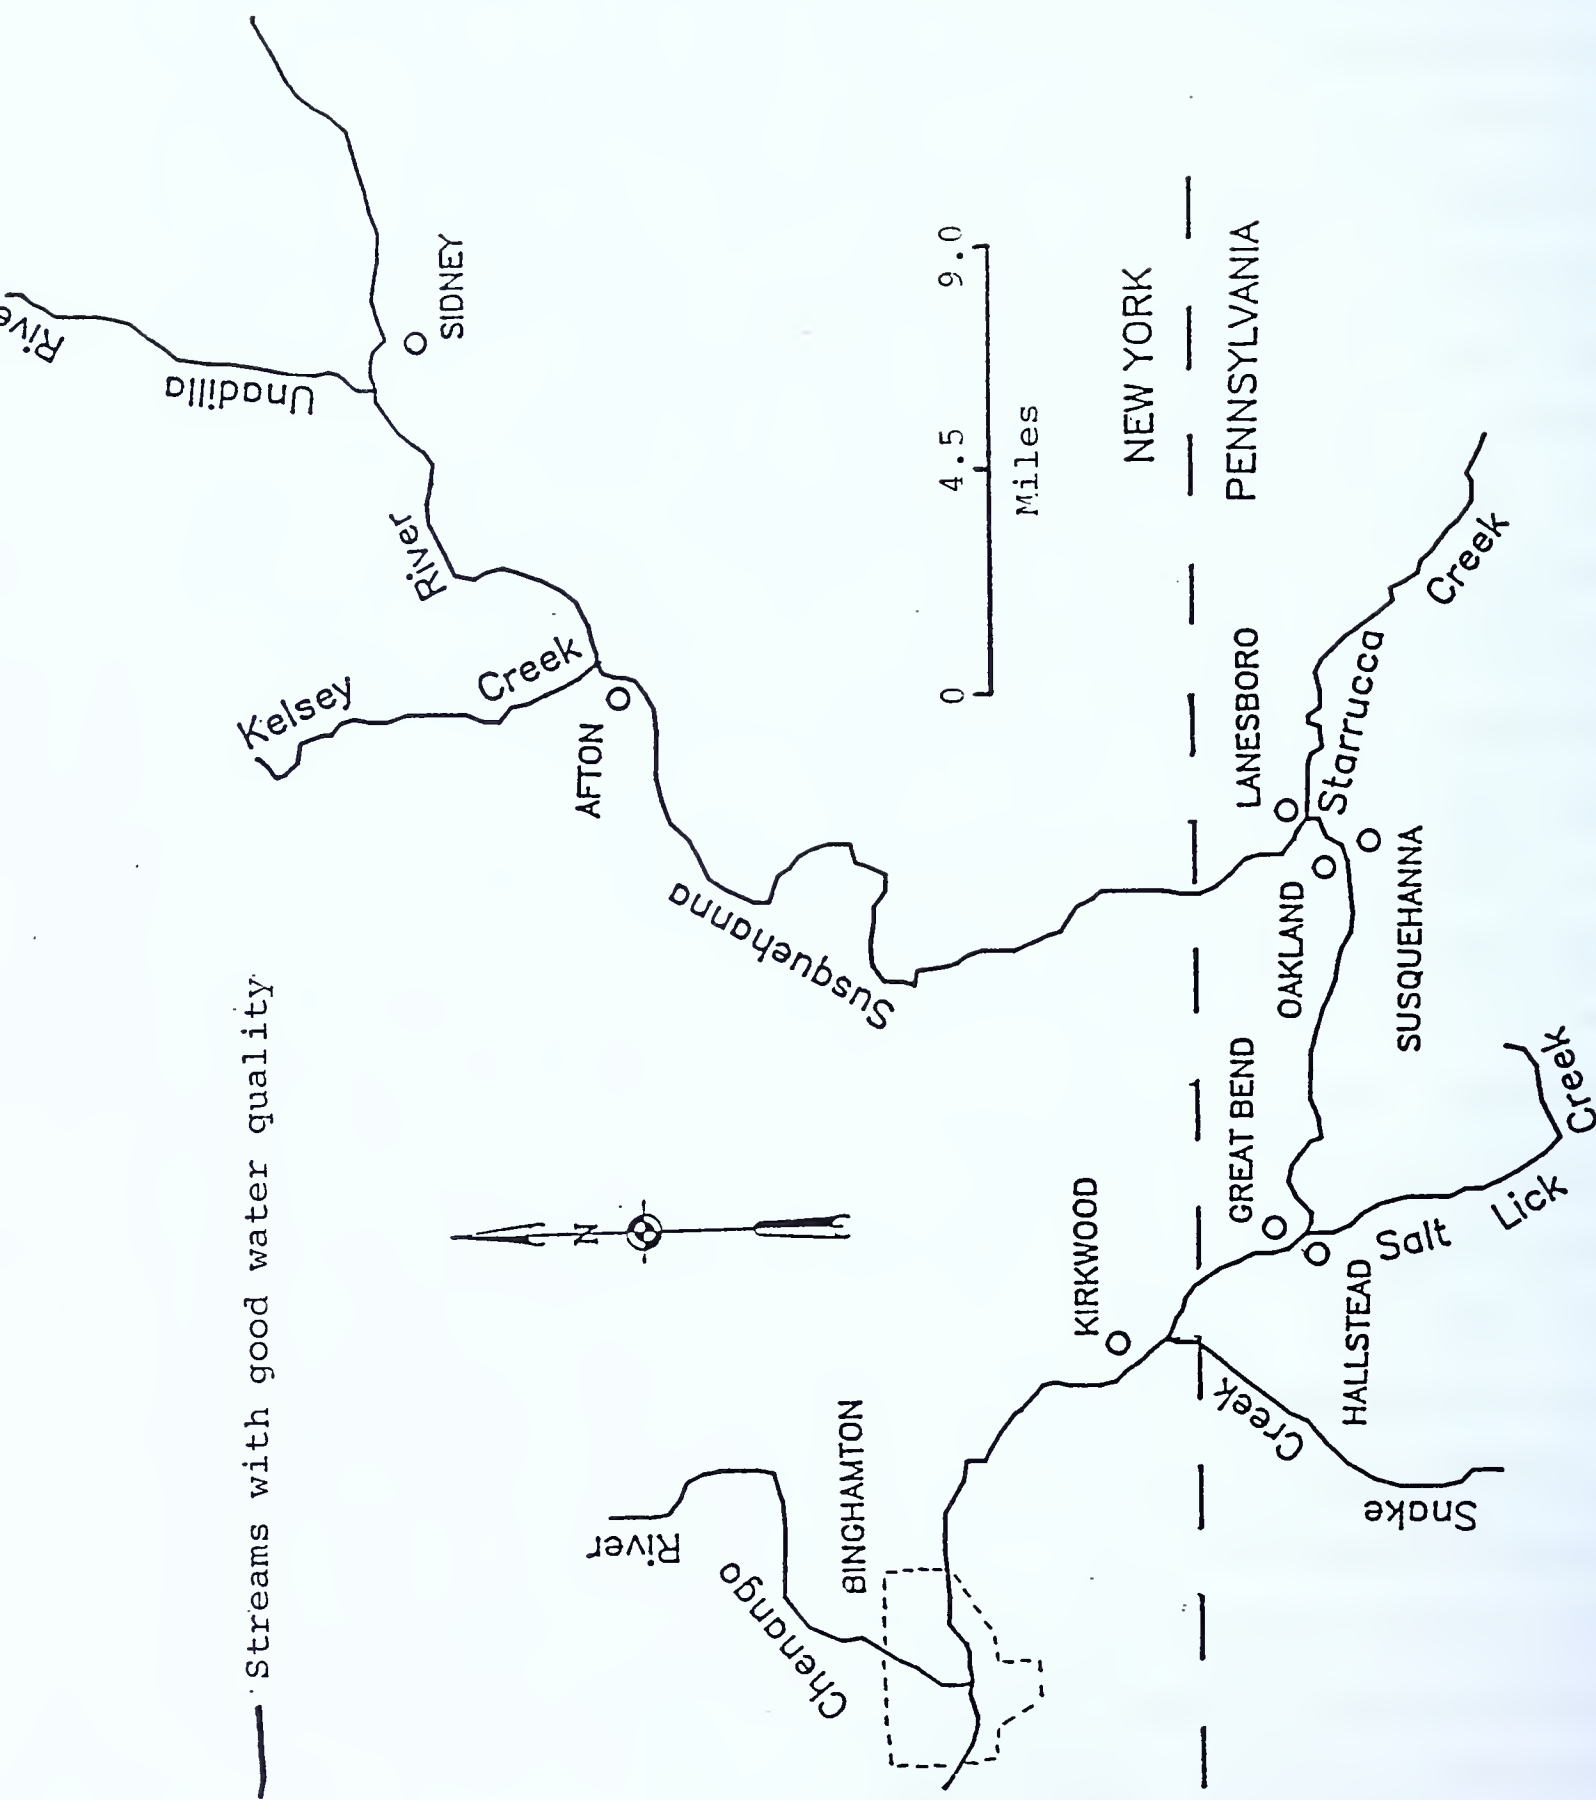 Streams with good water quality
River
Unadilla
SIDNEY
River
Kelsey
Creek
AFTON
Susquehanna
N
0 4.5 9.0
Miles
NEW YORK
PENNSYLVANIA
LANESBORO
Starrucca
Creek
OAKLAND
SUSQUEHANNA
GREAT BEND
HALLSTEAD
Salt
Lick
Creek
KIRKWOOD
Snake
Creek
BINGHAMTON
Chenango
River